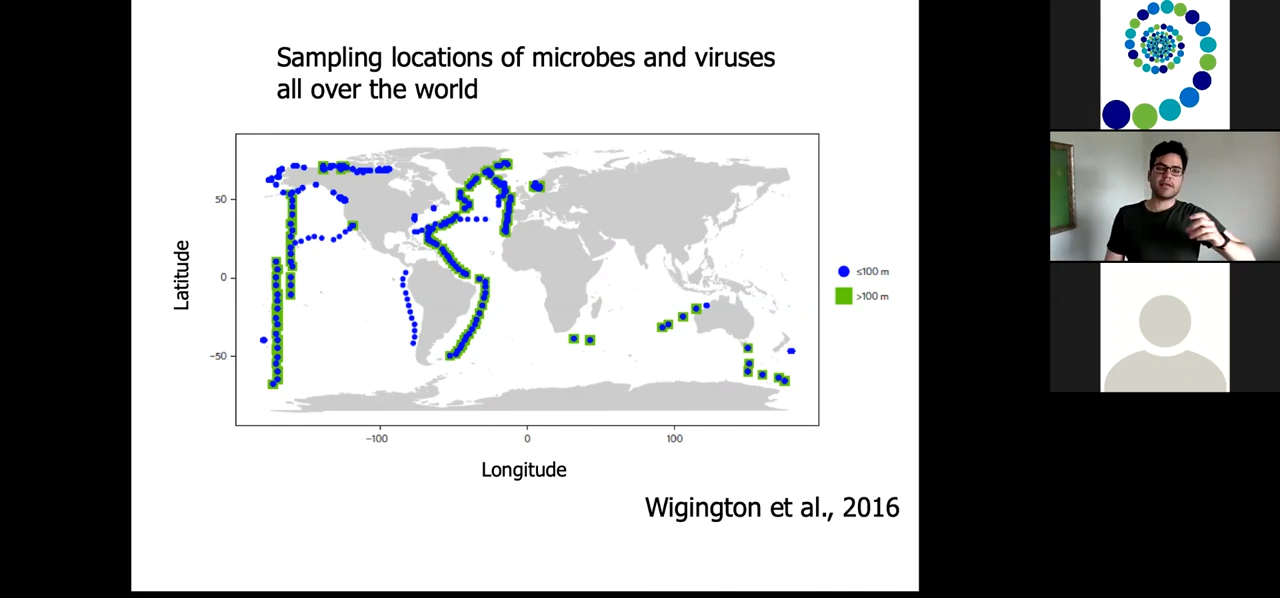 Sampling locations of microbes and viruses
all over the world
Latitude
50
0
−50
−100
0
100
Longitude
≤100 m
>100 m
Wigington et al., 2016